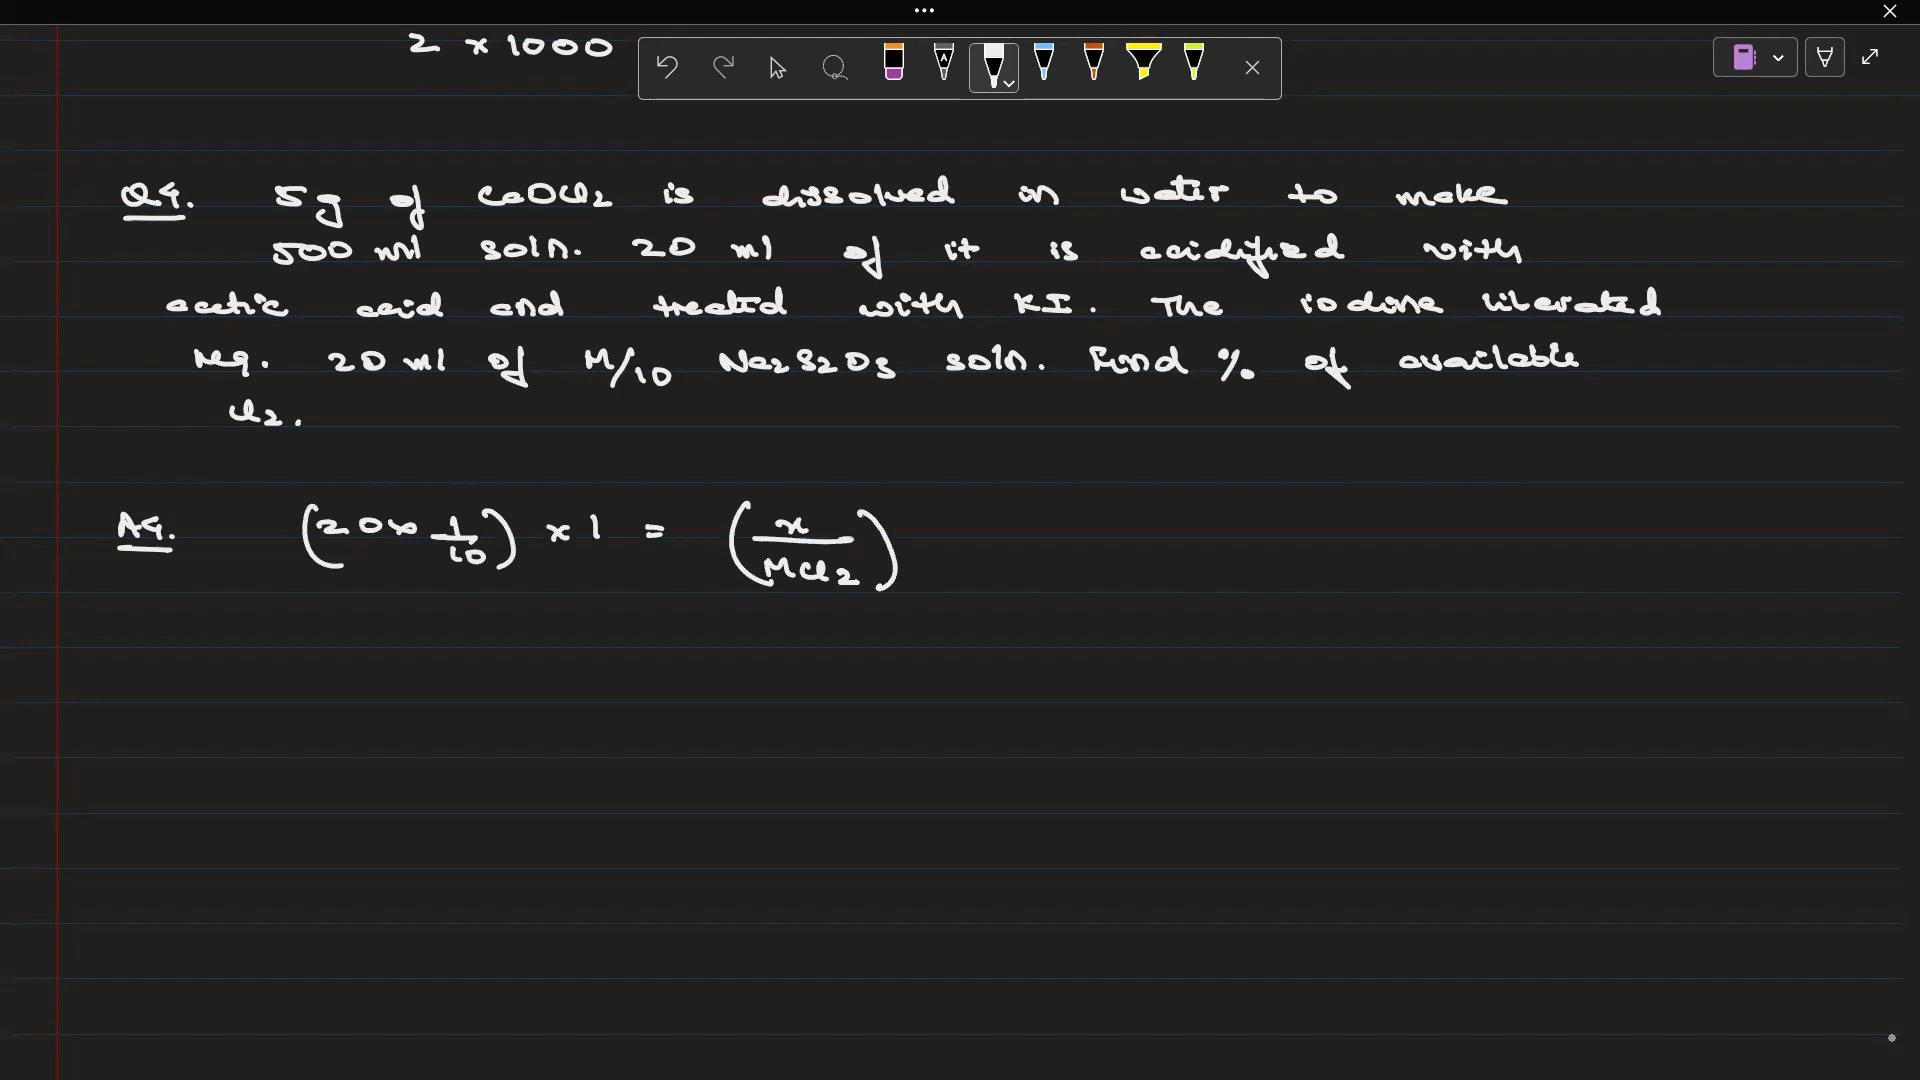 2 x 1000
Q4. 5g of CaOCl2 is dissolved in water to make
500 ml soln. 20 ml of it is acidified with
acetic acid and treated with KI. The iodine liberated
req. 20 ml of M/10 Na2S2O3 soln. Find % of available
Cl2.
A4. (20 x 1/10) x 1 = (x/MCl2)